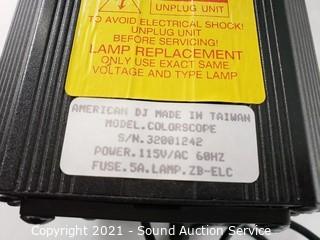 UNPLUG UNIT
TO AVOID ELECTRICAL SHOCK!
UNPLUG UNIT
BEFORE SERVICING!
LAMP REPLACEMENT
ONLY USE EXACT SAME
VOLTAGE AND TYPE LAMP
AMERICAN DJ MADE IN TAIWAN
MODEL.COLORSCOPE
S/N.32001242
POWER.115V/AC 60HZ
FUSE.5A.LAMP.ZB-ELC
Copyright 2021 - Sound Auction Service